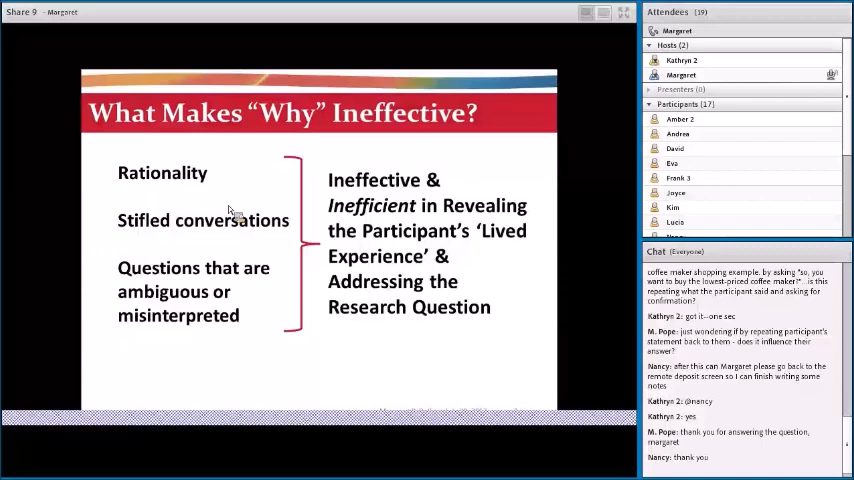 Share 9 - Margaret
What Makes “Why” Ineffective?
Rationality
Stifled conversations
Questions that are
ambiguous or
misinterpreted
Ineffective &
Inefficient in Revealing
the Participant’s ‘Lived
Experience’ &
Addressing the
Research Question
Attendees (19)
Margaret
Hosts (2)
Kathryn 2
Margaret
Presenters (0)
Participants (17)
Amber 2
Andrea
David
Eva
Frank 3
Joyce
Kim
Lucia
Chat (Everyone)
coffee maker shopping example. by asking "so, you
want to buy the lowest-priced coffee maker?"...is this
repeating what the participant said and asking for
confirmation?
Kathryn 2: got it--one sec
M. Pope: just wondering if by repeating participant's
statement back to them - does it influence their
answer?
Nancy: after this can Margaret please go back to the
remote deposit screen so I can finish writing some
notes
Kathryn 2: @nancy
Kathryn 2: yes
M. Pope: thank you for answering the question,
margaret
Nancy: thank you